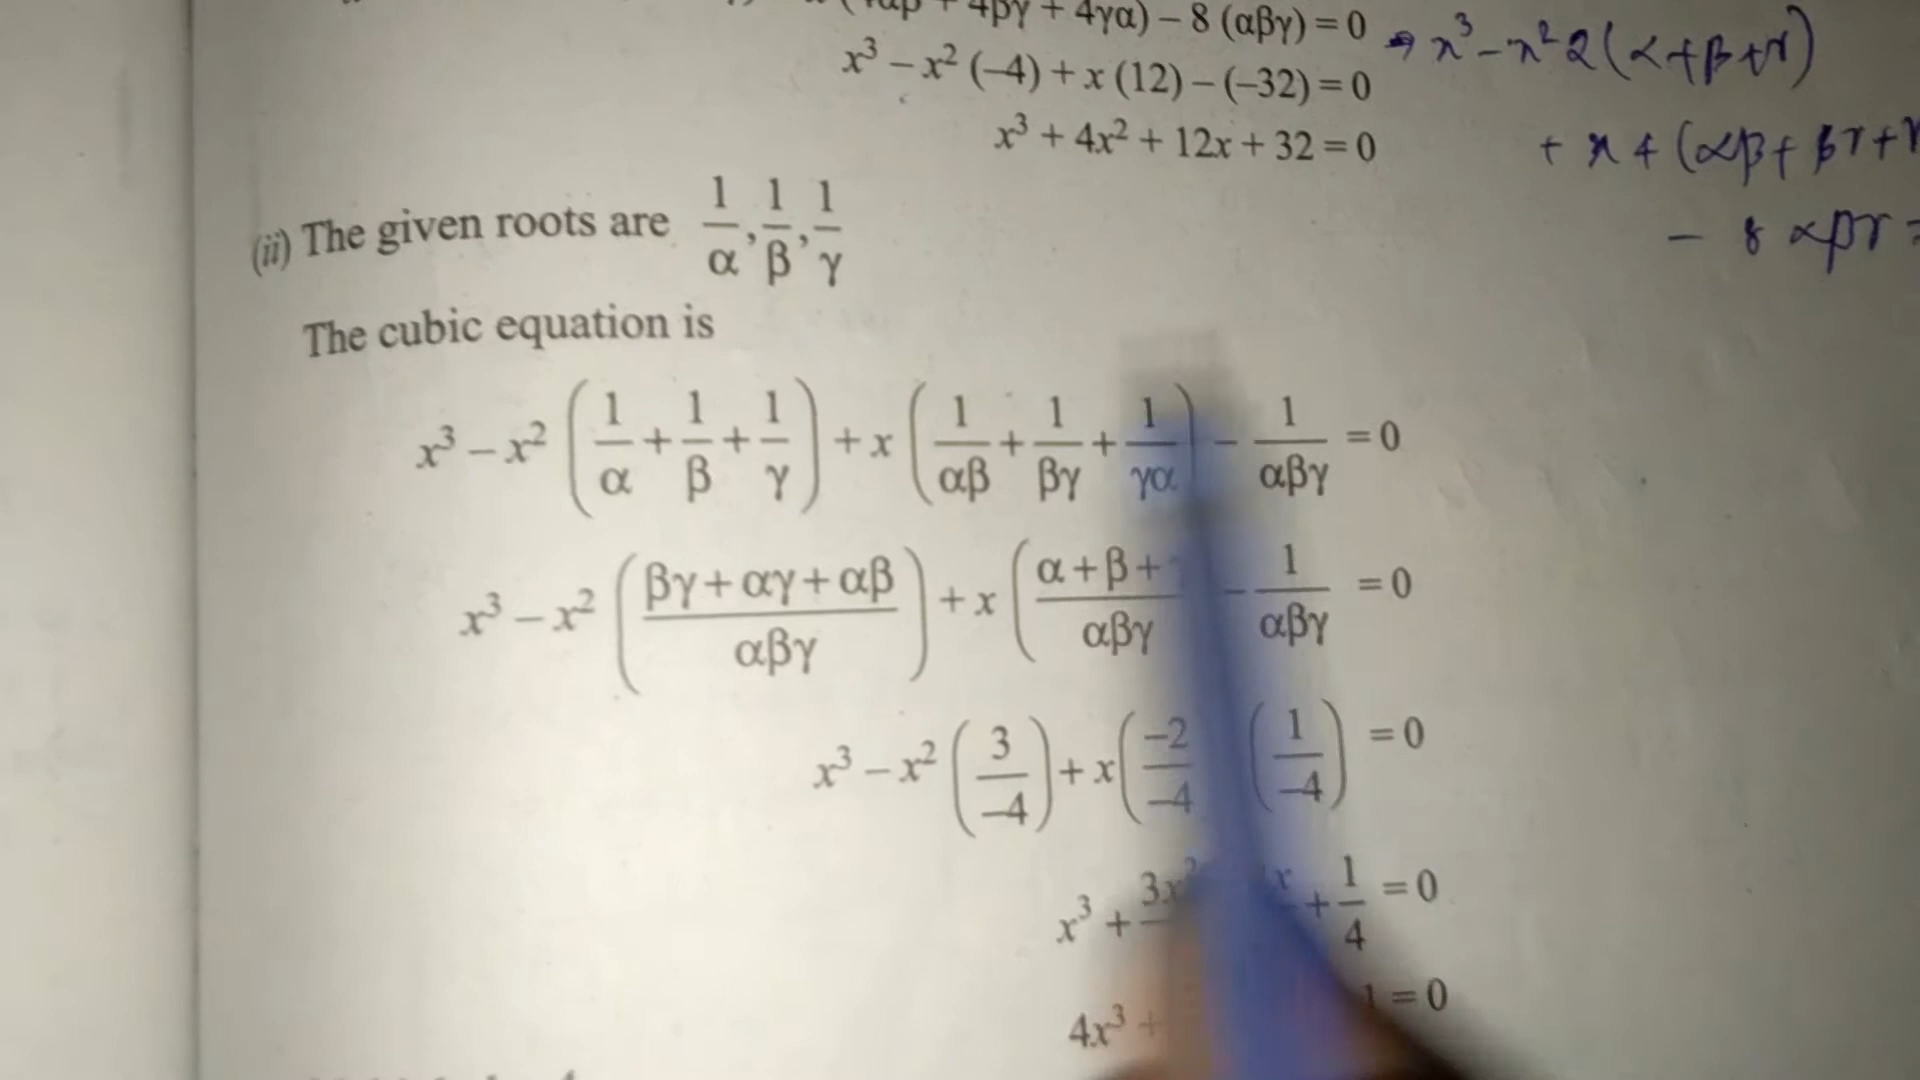 4βγ + 4γα) – 8 (αβγ) = 0 ⇒ x³ – x² 2(α+β+γ)
x³ – x² (–4) + x (12) – (–32) = 0
x³ + 4x² + 12x + 32 = 0 + x 4 (αβ + βγ +
– 8 αβγ =
(ii) The given roots are 1/α, 1/β, 1/γ
The cubic equation is
x³ – x² (1/α + 1/β + 1/γ) + x (1/αβ + 1/βγ + 1/γα) – 1/αβγ = 0
x³ – x² ((βγ + αγ + αβ)/αβγ) + x (α + β + /αβγ – 1/αβγ = 0
x³ – x² (3/–4) + x (–2/–4 (1/–4) = 0
x³ + 3x² x + 1/4 = 0
4x³ + 1 = 0